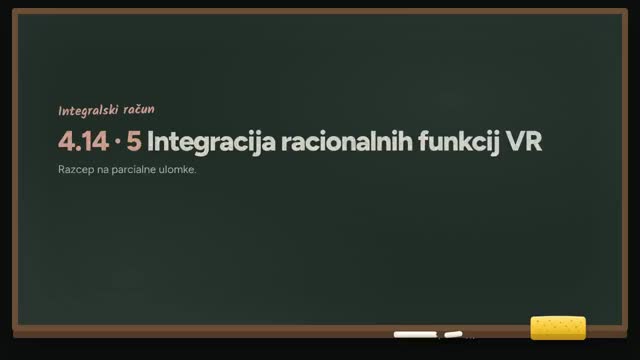 Integralski račun
4.14 · 5 Integracija racionalnih funkcij VR
Razcep na parcialne ulomke.